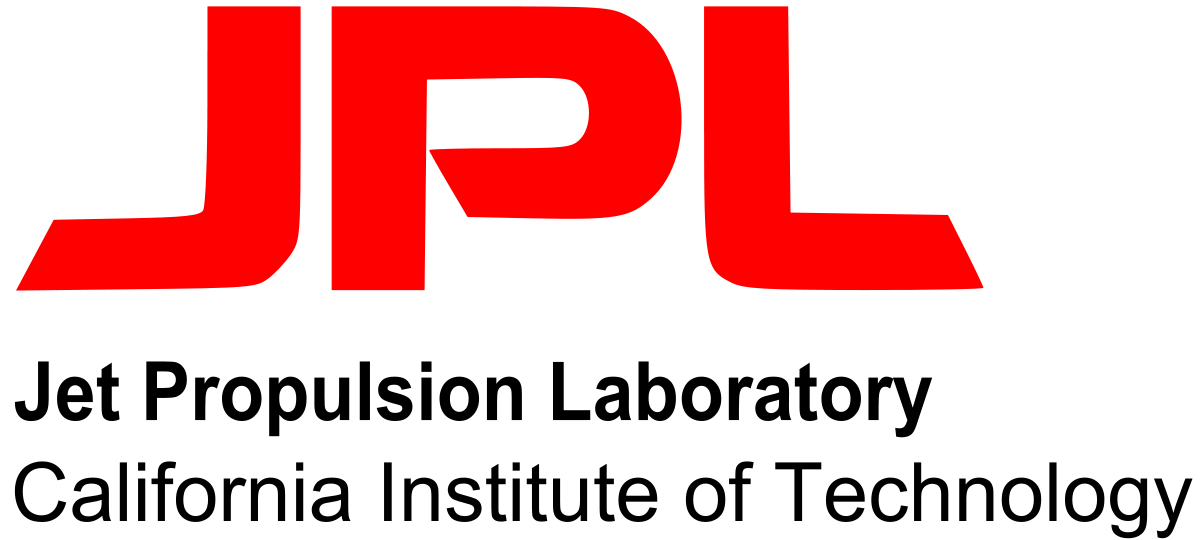 JPL
Jet Propulsion Laboratory
California Institute of Technology